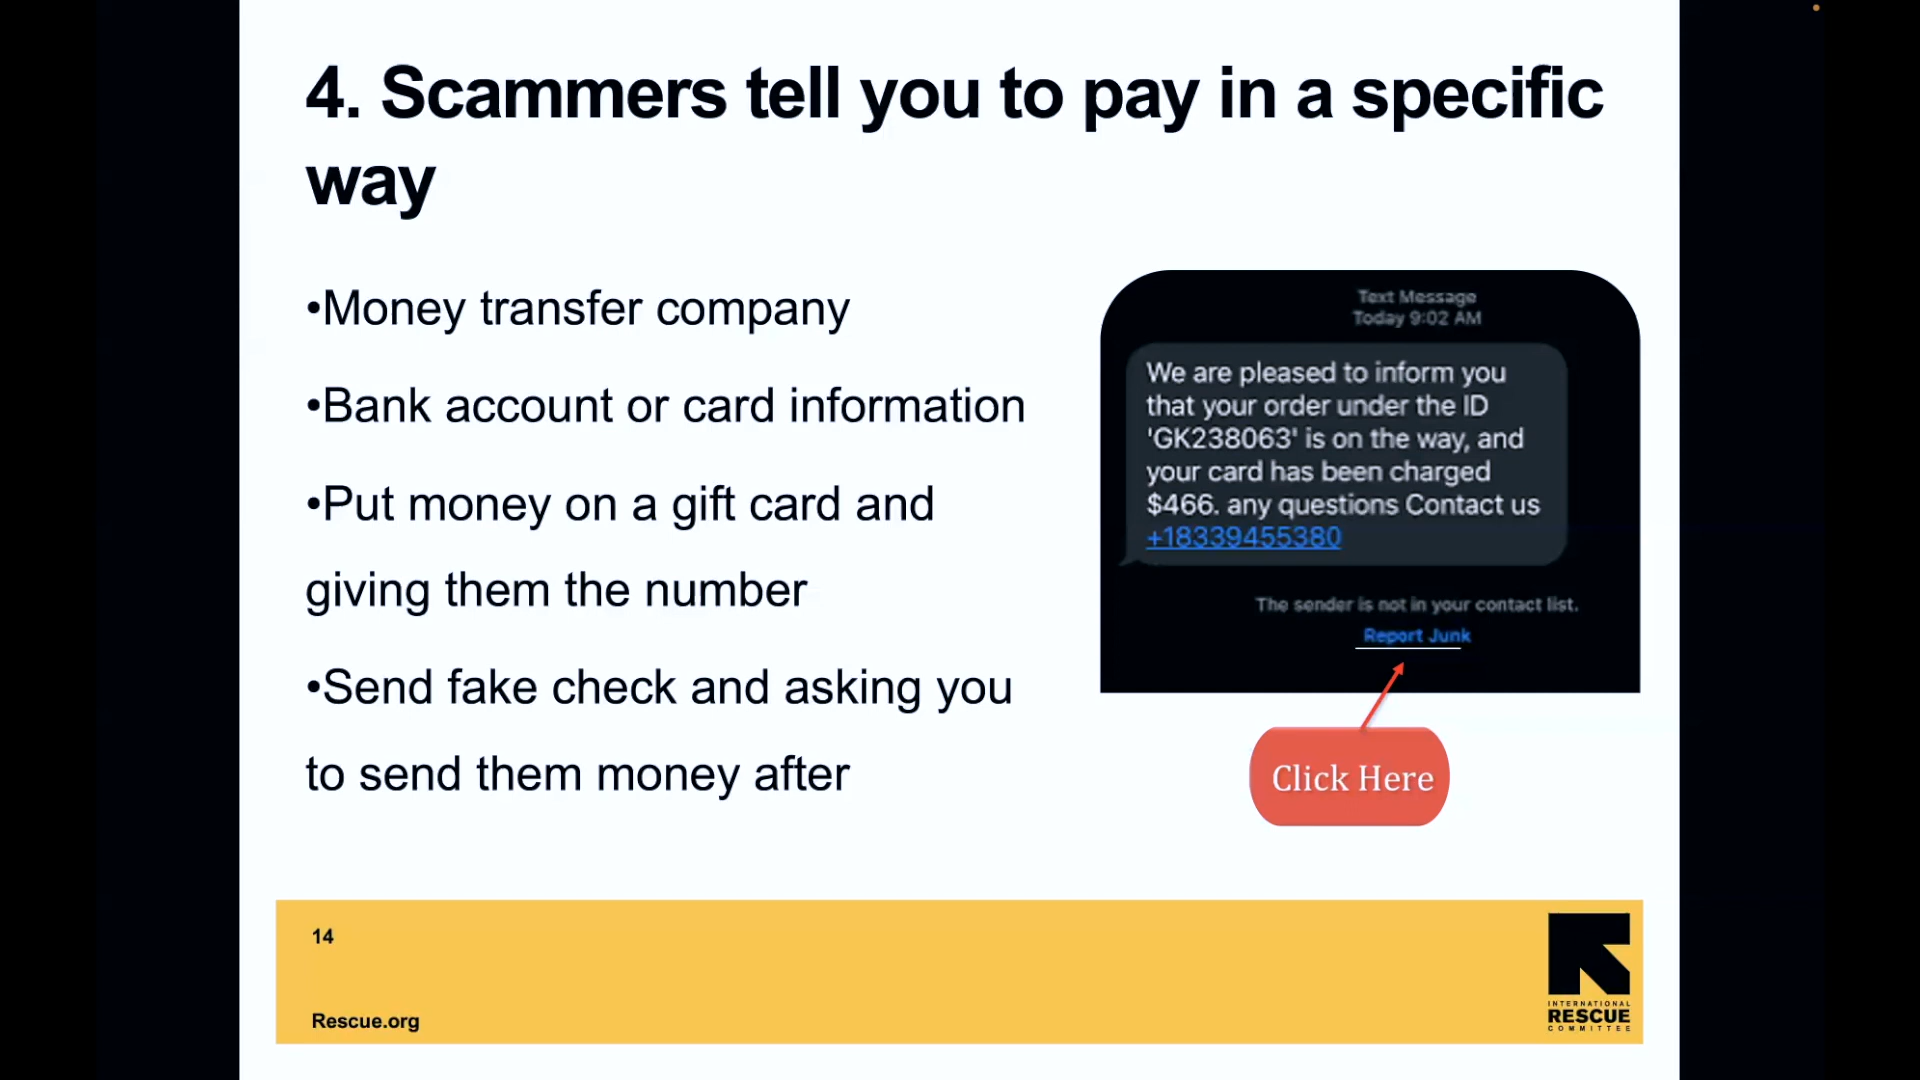 4. Scammers tell you to pay in a specific
way
•Money transfer company
•Bank account or card information
•Put money on a gift card and
giving them the number
•Send fake check and asking you
to send them money after
Text Message
Today 9:02 AM
We are pleased to inform you
that your order under the ID
'GK238063' is on the way, and
your card has been charged
$466. any questions Contact us
+18339455380
The sender is not in your contact list.
Report Junk
Click Here
14
Rescue.org
INTERNATIONAL
RESCUE
COMMITTEE